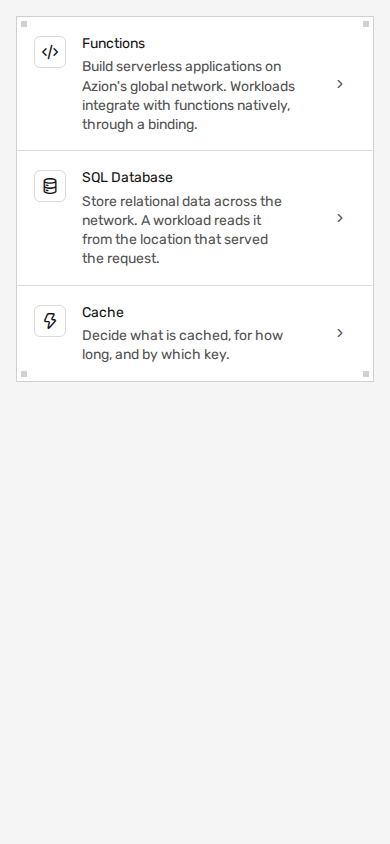 Functions
Build serverless applications on
Azion's global network. Workloads
integrate with functions natively,
through a binding.
SQL Database
Store relational data across the
network. A workload reads it
from the location that served
the request.
Cache
Decide what is cached, for how
long, and by which key.